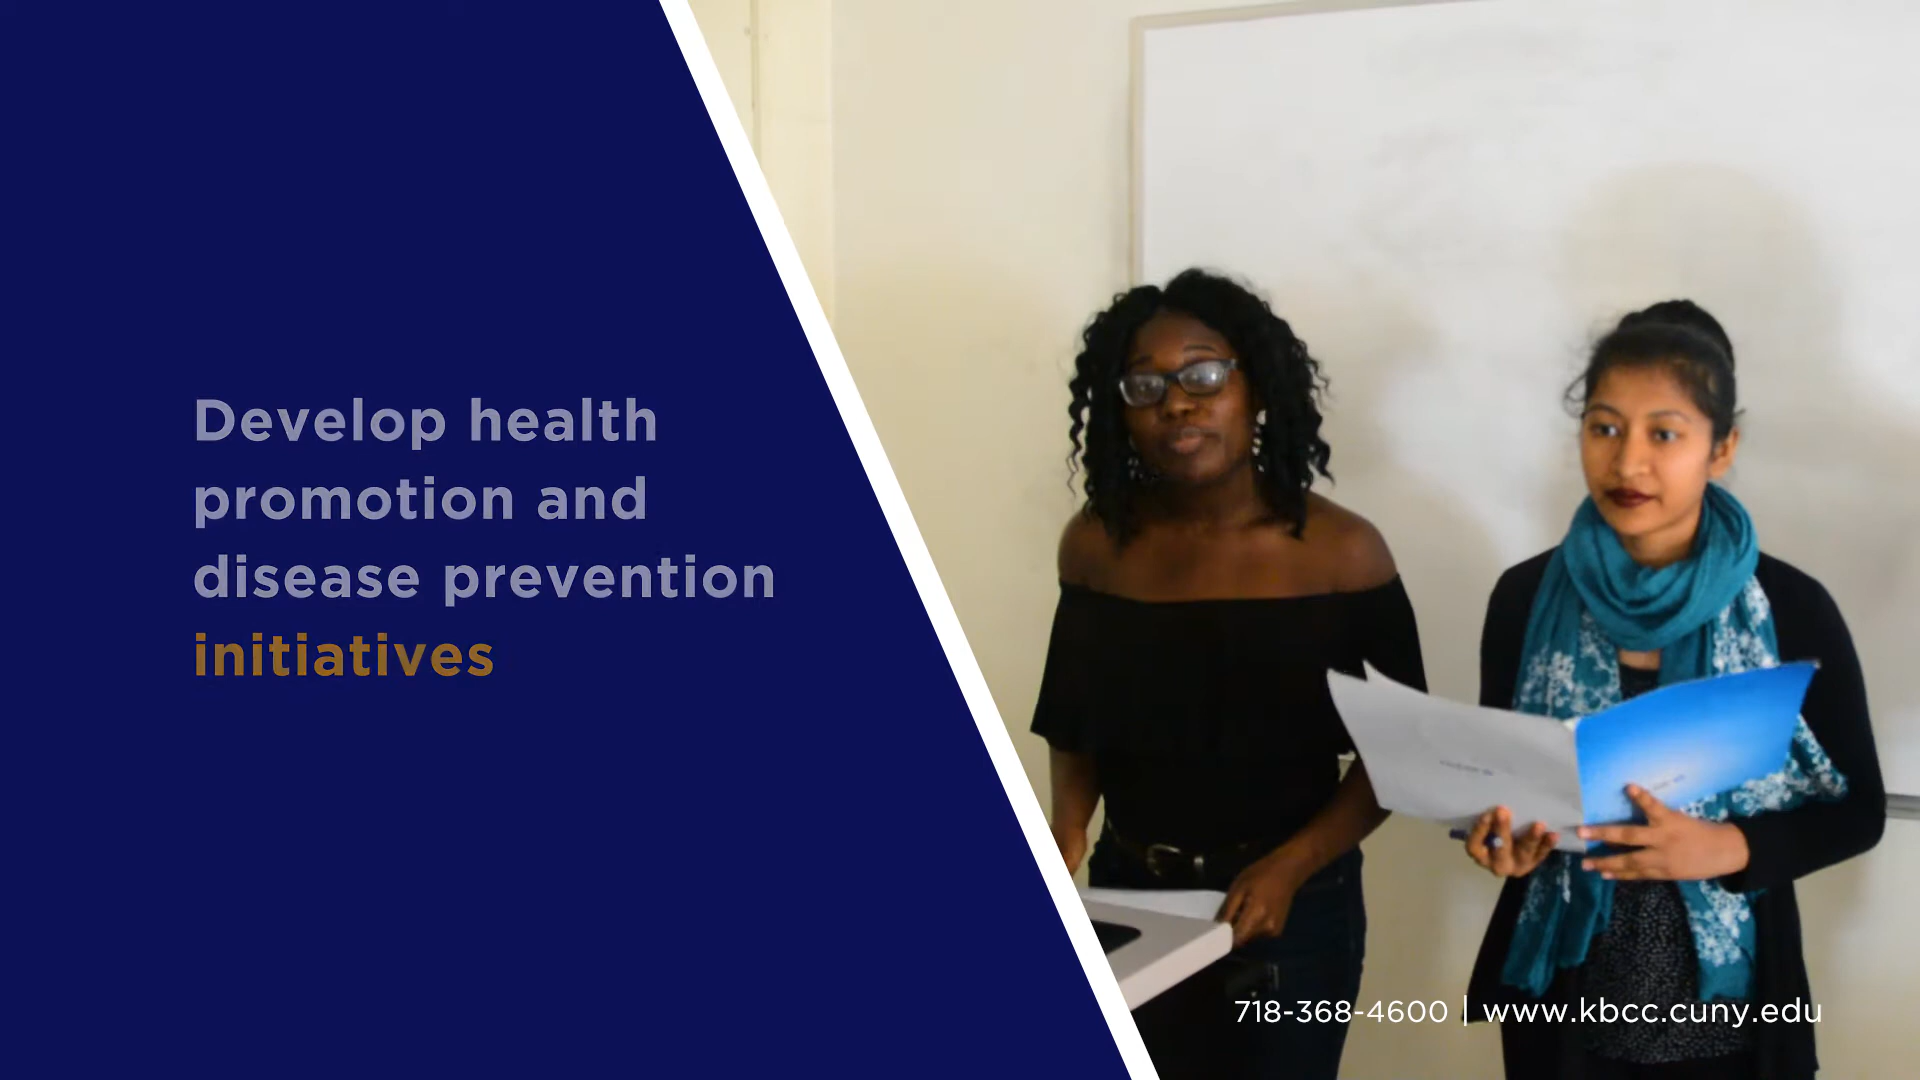 Develop health
promotion and
disease prevention
initiatives
718-368-4600 | www.kbcc.cuny.edu